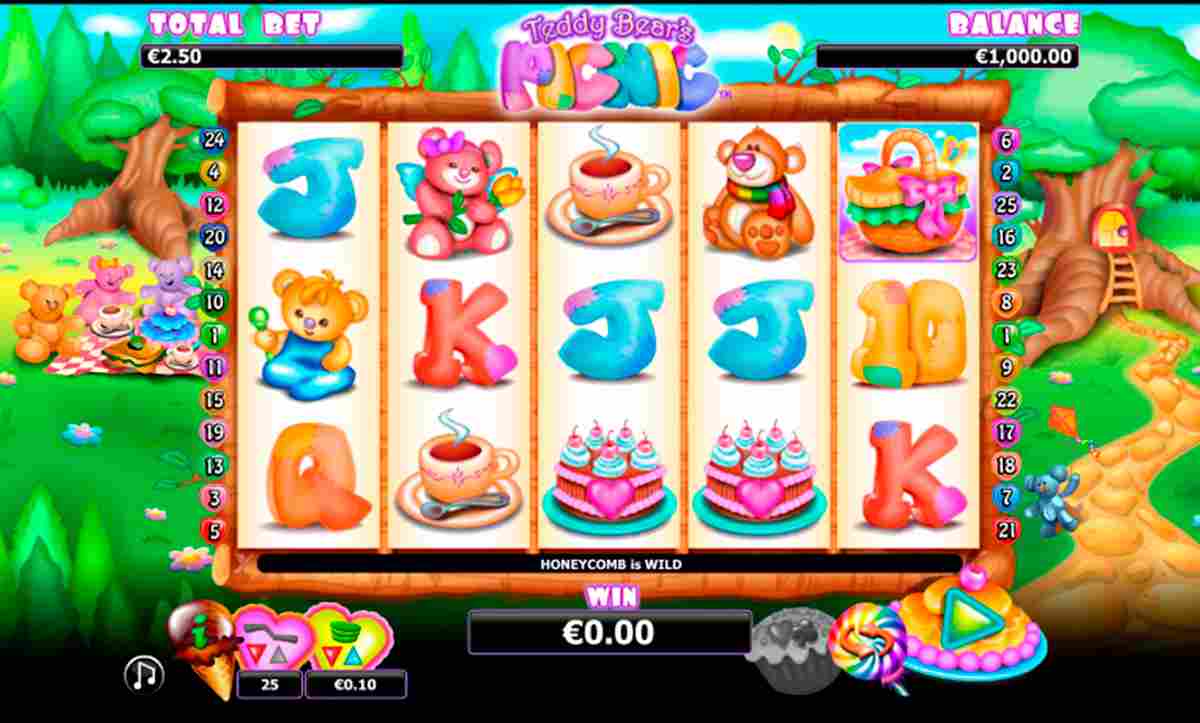 TOTAL BET
€2.50
Teddy Bear's
PICNIC™
BALANCE
€1,000.00
24
4
12
20
14
10
1
11
15
19
13
3
5
J
K
Q
J
J
10
K
6
2
25
16
23
8
1
9
22
17
18
7
21
HONEYCOMB is WILD
WIN
€0.00
i
25
€0.10